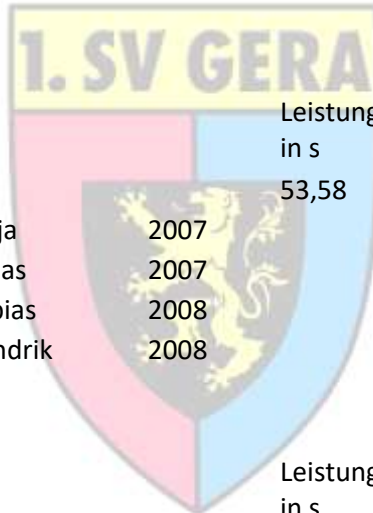 1. SV GERA
Leistung
in s
53,58
ja 2007
as 2007
bias 2008
ndrik 2008
Leistung
in s